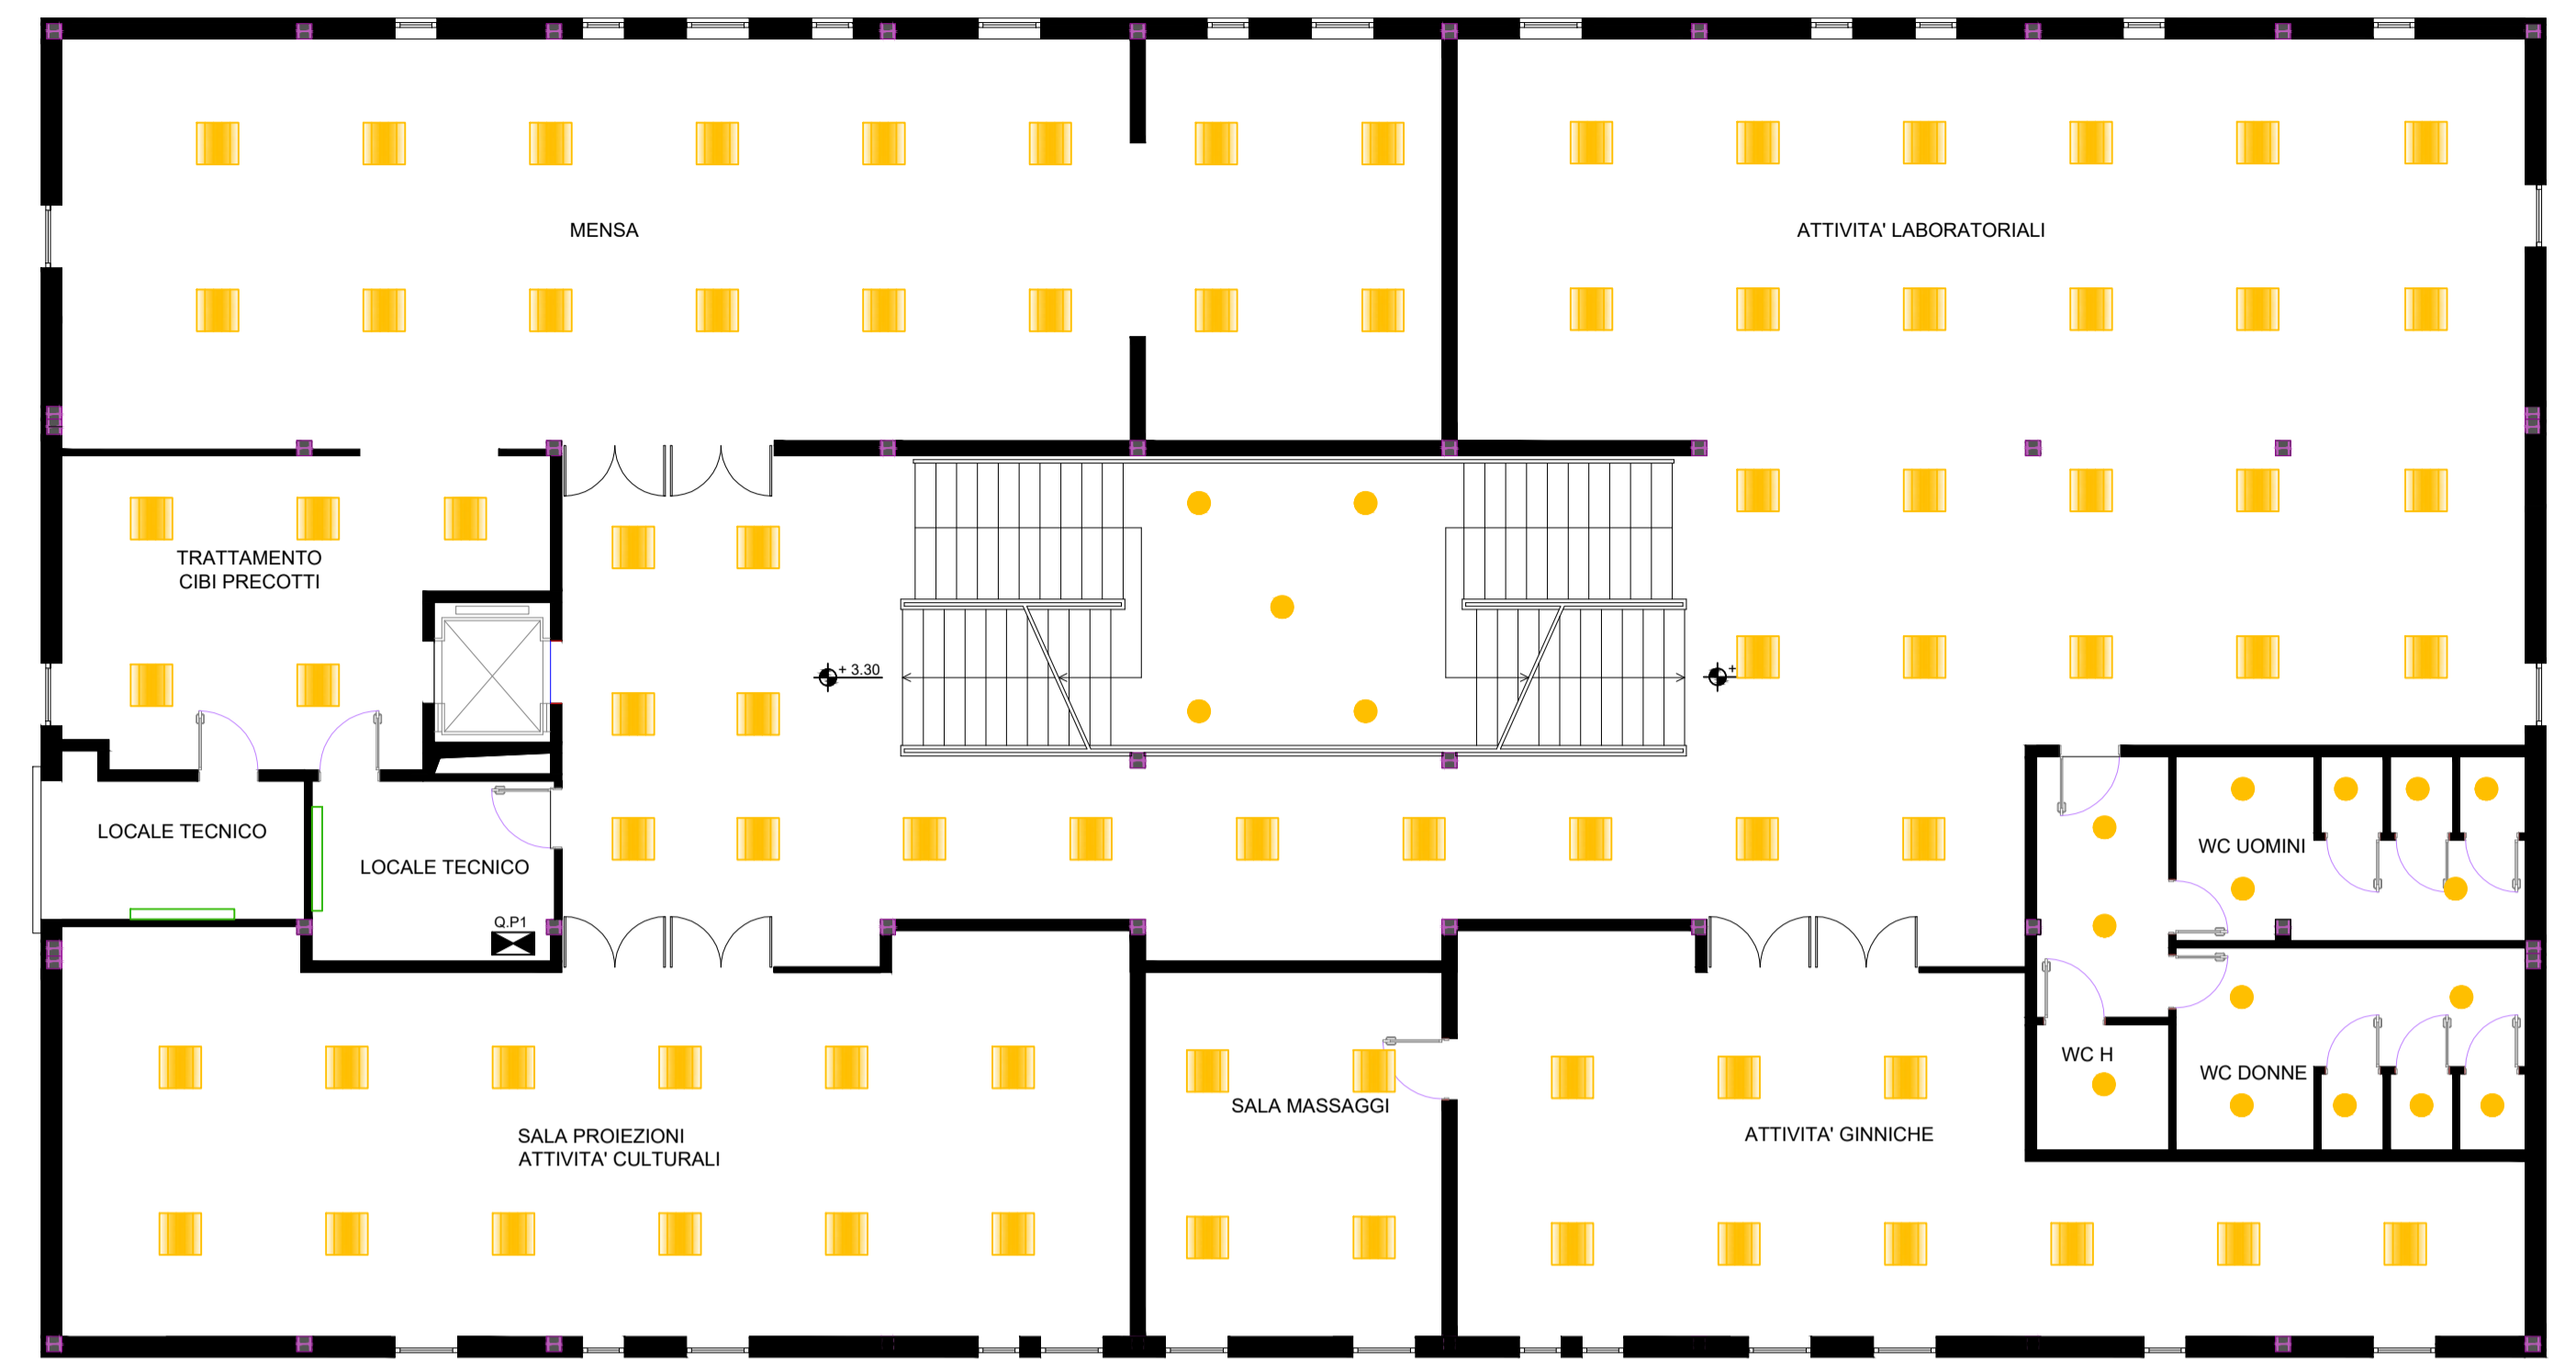 MENSA
ATTIVITA' LABORATORIALI
TRATTAMENTO
CIBI PRECOTTI
+ 3.30
+
LOCALE TECNICO
LOCALE TECNICO
WC UOMINI
Q.P1
WC H
WC DONNE
SALA MASSAGGI
SALA PROIEZIONI
ATTIVITA' CULTURALI
ATTIVITA' GINNICHE